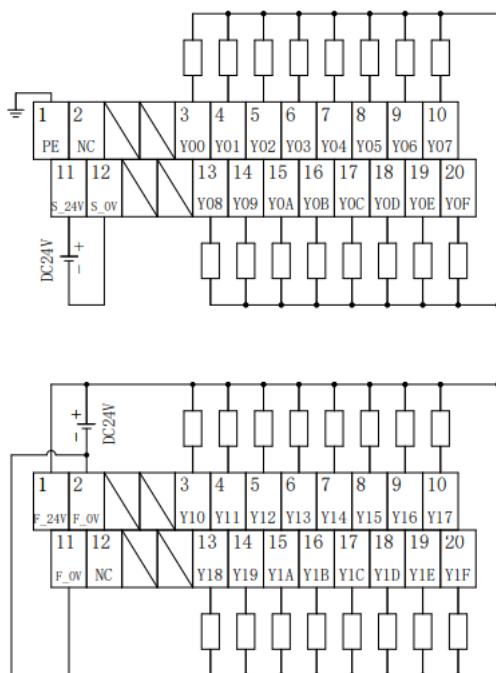 1 2 3 4 5 6 7 8 9 10
PE NC Y00 Y01 Y02 Y03 Y04 Y05 Y06 Y07
11 12 13 14 15 16 17 18 19 20
S_24V S_0V Y08 Y09 Y0A Y0B Y0C Y0D Y0E Y0F
DC24V
+
−
DC24V
+
−
1 2 3 4 5 6 7 8 9 10
F_24V F_0V Y10 Y11 Y12 Y13 Y14 Y15 Y16 Y17
11 12 13 14 15 16 17 18 19 20
F_0V NC Y18 Y19 Y1A Y1B Y1C Y1D Y1E Y1F